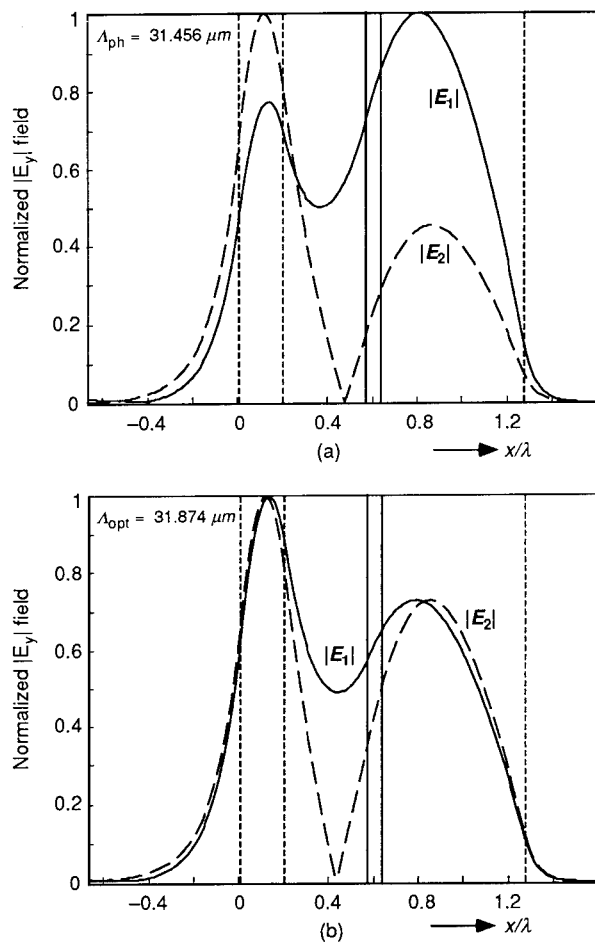 Λph = 31.456 μm
Normalized |Ey| field
1
0.8
0.6
0.4
0.2
0
|E1|
|E2|
−0.4
0
0.4
0.8
1.2
x/λ
(a)
Λopt = 31.874 μm
Normalized |Ey| field
1
0.8
0.6
0.4
0.2
0
|E1|
|E2|
−0.4
0
0.4
0.8
1.2
x/λ
(b)